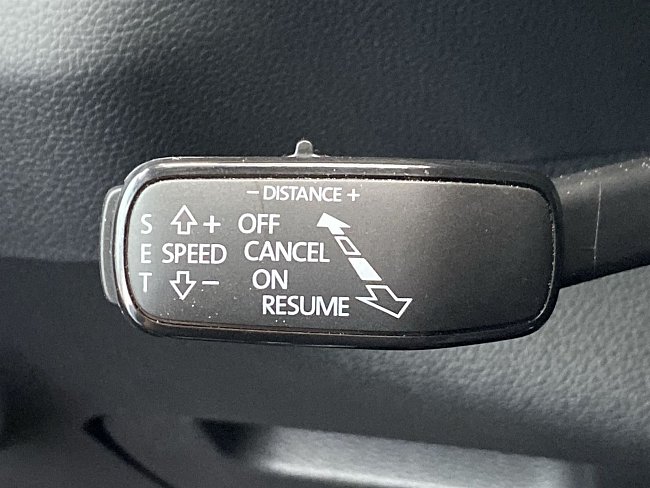 − DISTANCE +
S + OFF
E SPEED CANCEL
T − ON
RESUME